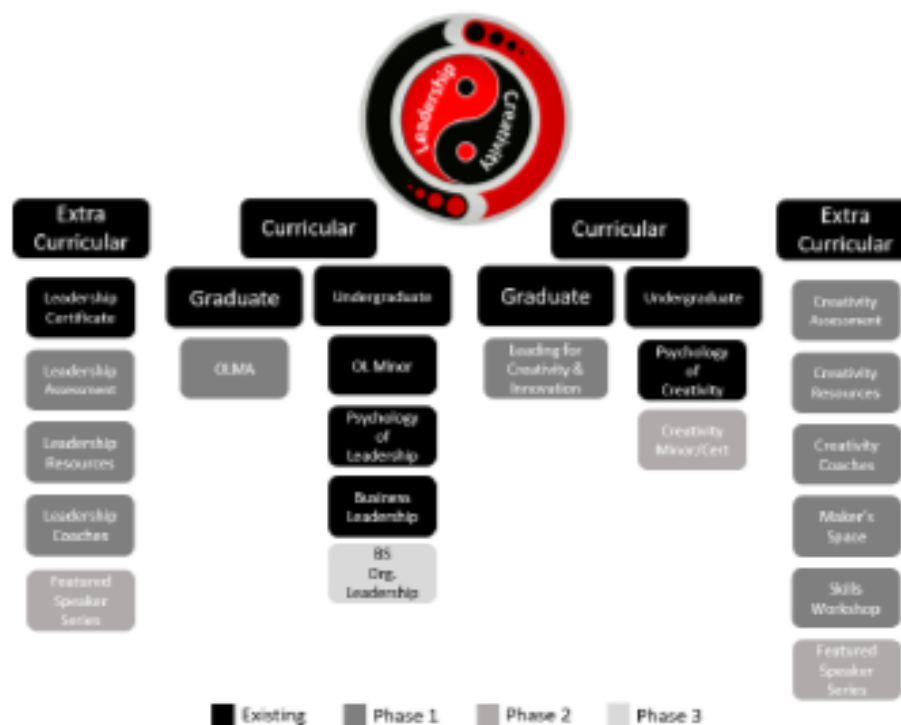 Leadership
Creativity
Extra
Curricular
Curricular
Curricular
Extra
Curricular
Leadership
Certificate
Leadership
Assessment
Leadership
Resources
Leadership
Coaches
Featured
Speaker
Series
Graduate
OLMA
Undergraduate
OL Minor
Psychology
of
Leadership
Business
Leadership
BS
Org.
Leadership
Graduate
Leading for
Creativity &
Innovation
Undergraduate
Psychology
of
Creativity
Creativity
Minor/Cert
Creativity
Assessment
Creativity
Resources
Creativity
Coaches
Maker's
Space
Skills
Workshop
Featured
Speaker
Series
Existing
Phase 1
Phase 2
Phase 3